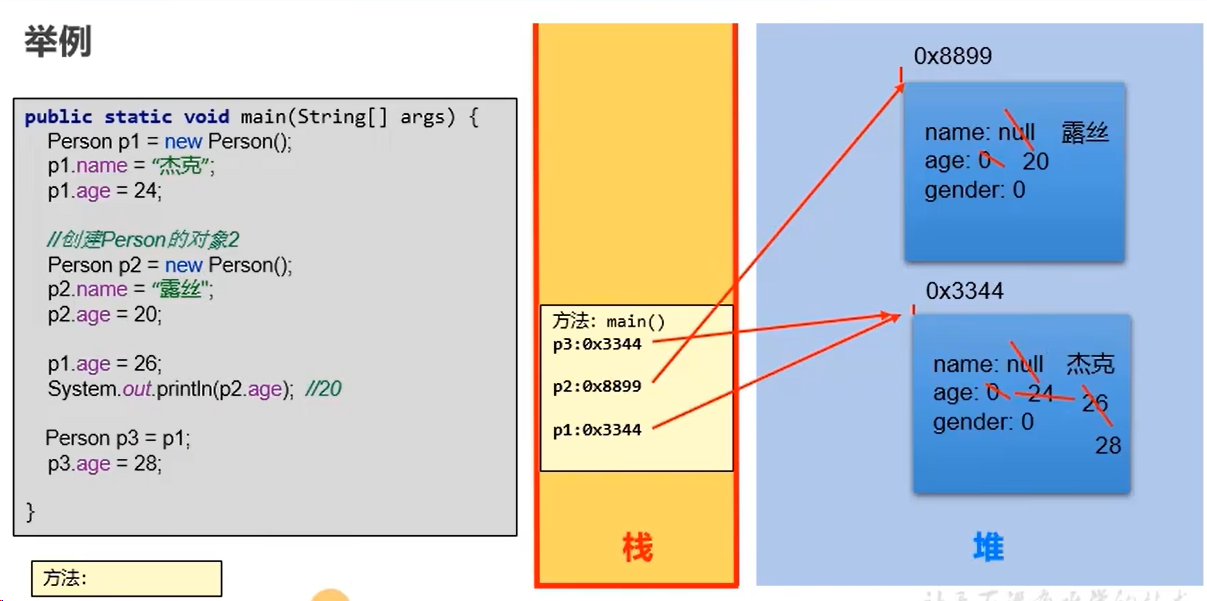 举例
public static void main(String[] args) {
Person p1 = new Person();
p1.name = “杰克”;
p1.age = 24;
//创建Person的对象2
Person p2 = new Person();
p2.name = “露丝";
p2.age = 20;
p1.age = 26;
System.out.println(p2.age); //20
Person p3 = p1;
p3.age = 28;
}
方法：
方法：main()
p3:0x3344
p2:0x8899
p1:0x3344
栈
0x8899
name: null 露丝
age: 0 20
gender: 0
0x3344
name: null 杰克
age: 0 24 26
gender: 0
28
堆